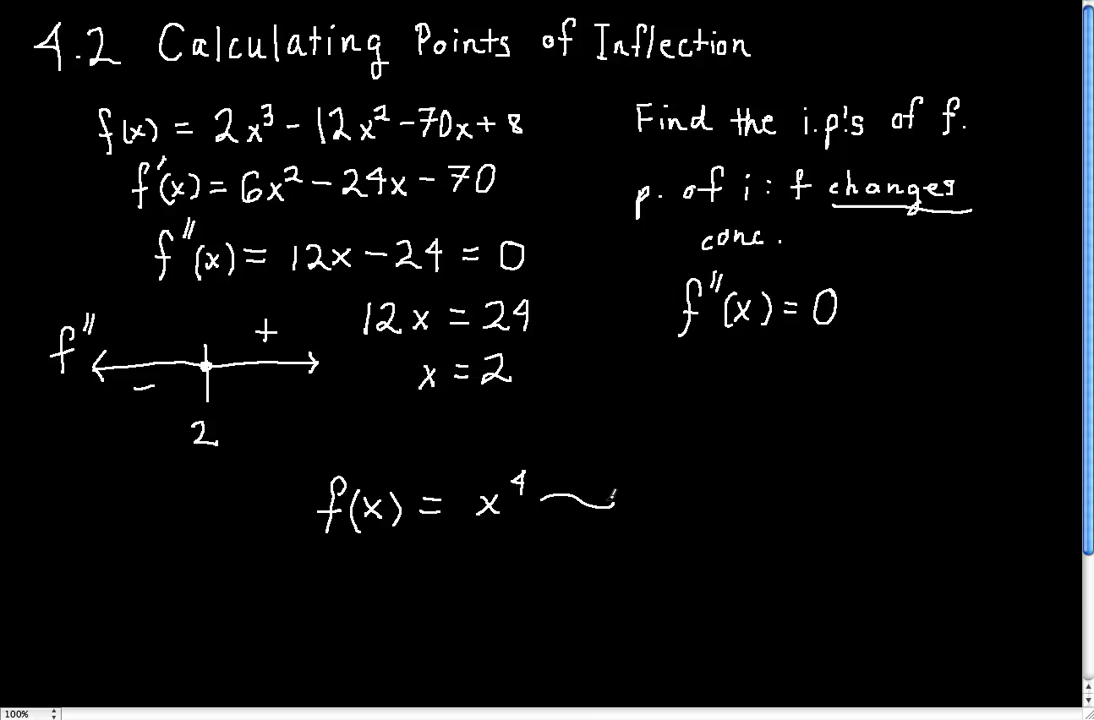 4.2 Calculating Points of Inflection
f(x) = 2x³ - 12x² - 70x + 8
f'(x) = 6x² - 24x - 70
f''(x) = 12x - 24 = 0
12x = 24
x = 2
f''
+
-
2
Find the i.p!s of f.
p. of i : f changes
conc.
f''(x) = 0
f(x) = x⁴
100%